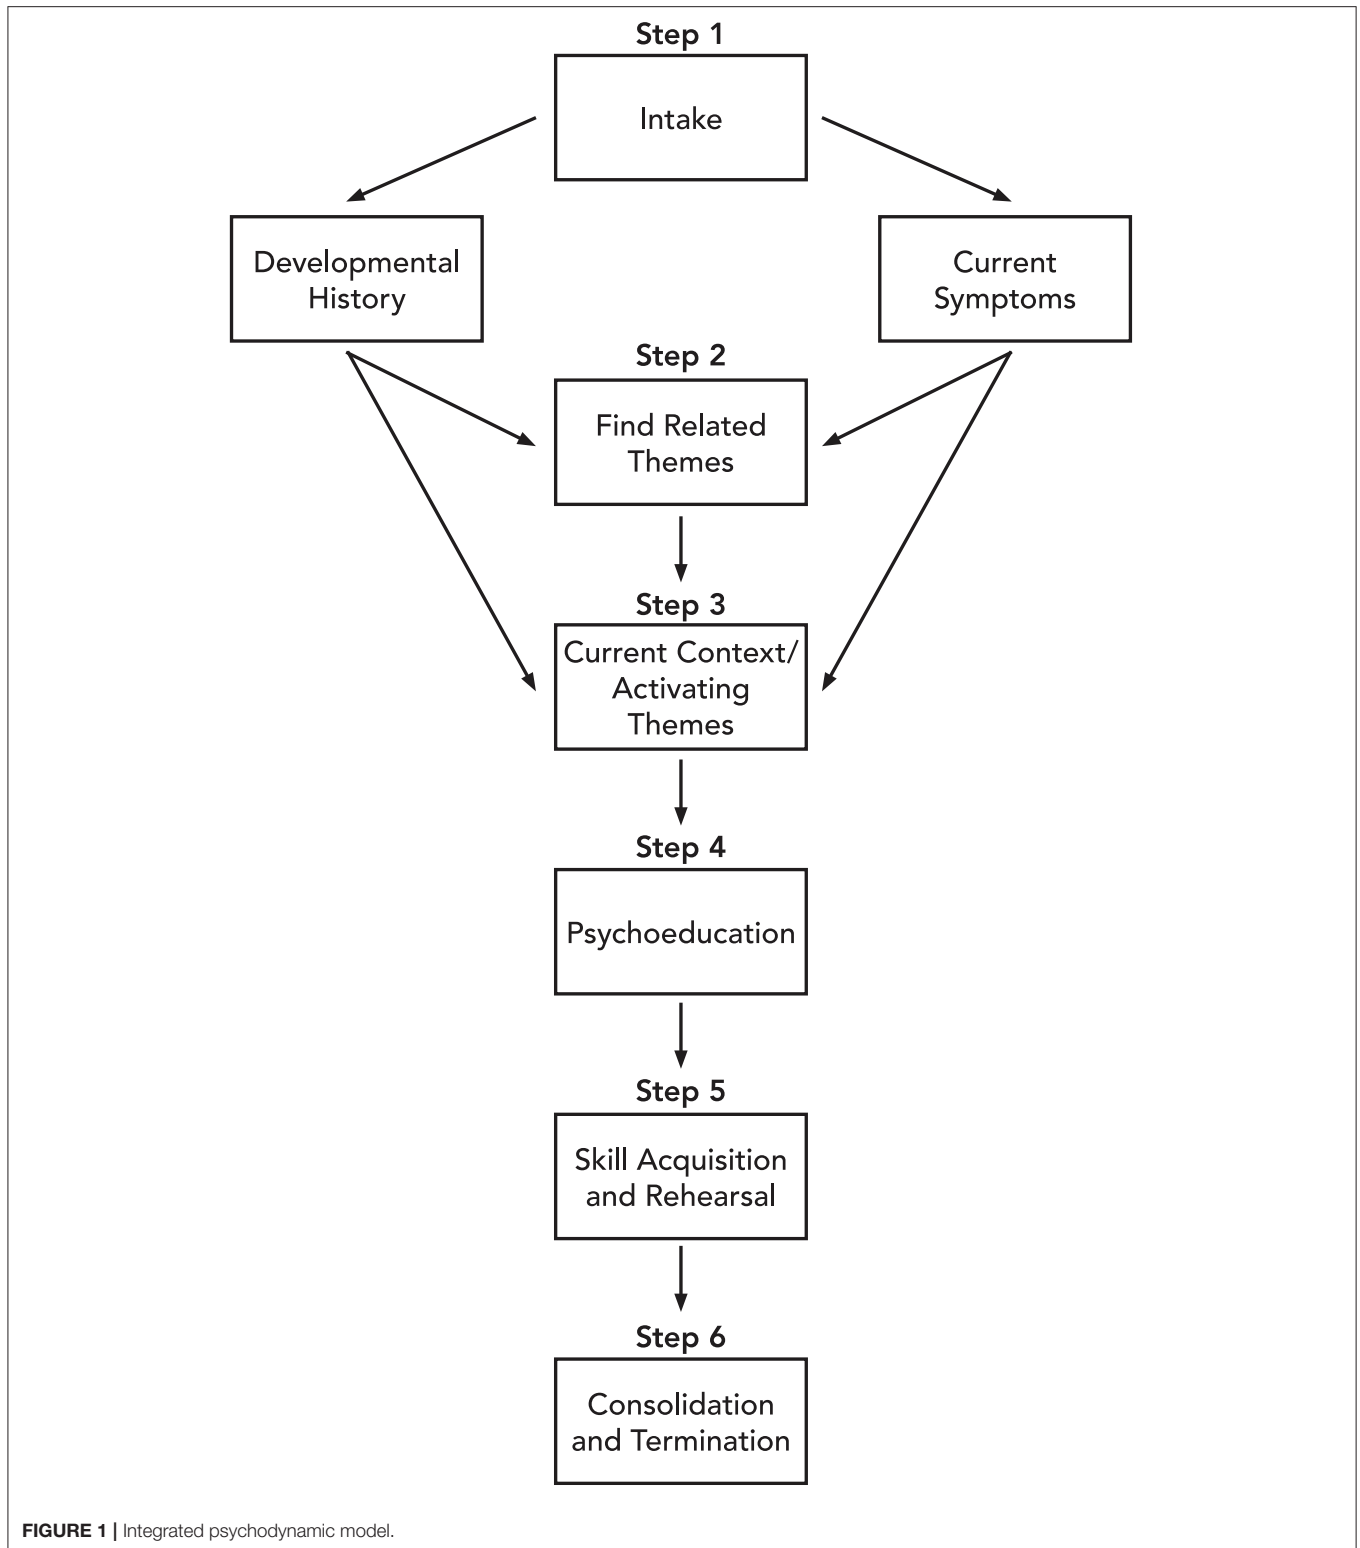 Step 1
Intake
Developmental
History
Current
Symptoms
Step 2
Find Related
Themes
Step 3
Current Context/
Activating
Themes
Step 4
Psychoeducation
Step 5
Skill Acquisition
and Rehearsal
Step 6
Consolidation
and Termination
FIGURE 1 | Integrated psychodynamic model.